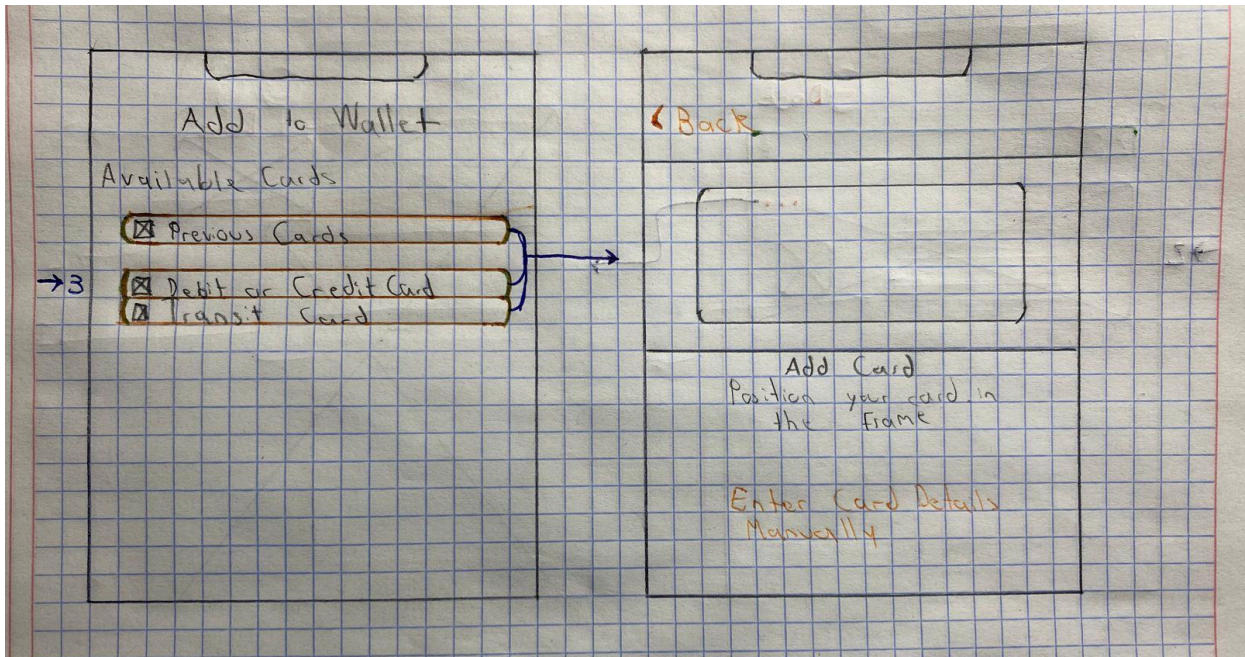 Add to Wallet
Available Cards
Previous Cards
→3
Debit or Credit Card
Transit Card
< Back
Add Card
Position your card in
the Frame
Enter Card Details
Manually